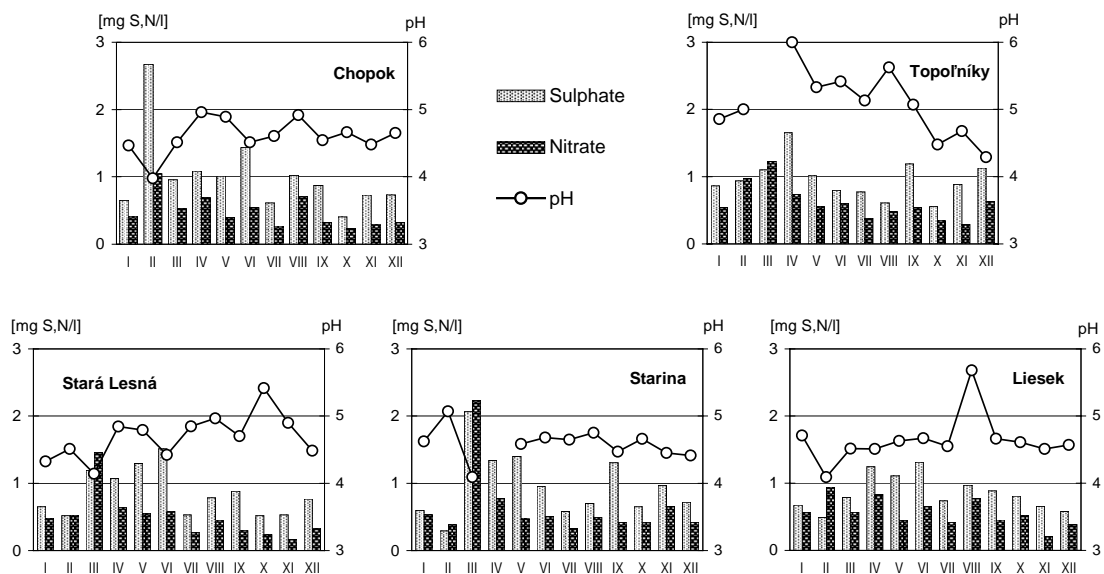 [mg S,N/l] pH
3 6
Chopok
2 5
1 4
0 3
I II III IV V VI VII VIII IX X XI XII
Sulphate
Nitrate
pH
[mg S,N/l] pH
3 6
Topoľníky
2 5
1 4
0 3
I II III IV V VI VII VIII IX X XI XII
[mg S,N/l] pH
3 6
Stará Lesná
2 5
1 4
0 3
I II III IV V VI VII VIII IX X XI XII
[mg S,N/l] pH
3 6
Starina
2 5
1 4
0 3
I II III IV V VI VII VIII IX X XI XII
[mg S,N/l] pH
3 6
Liesek
2 5
1 4
0 3
I II III IV V VI VII VIII IX X XI XII